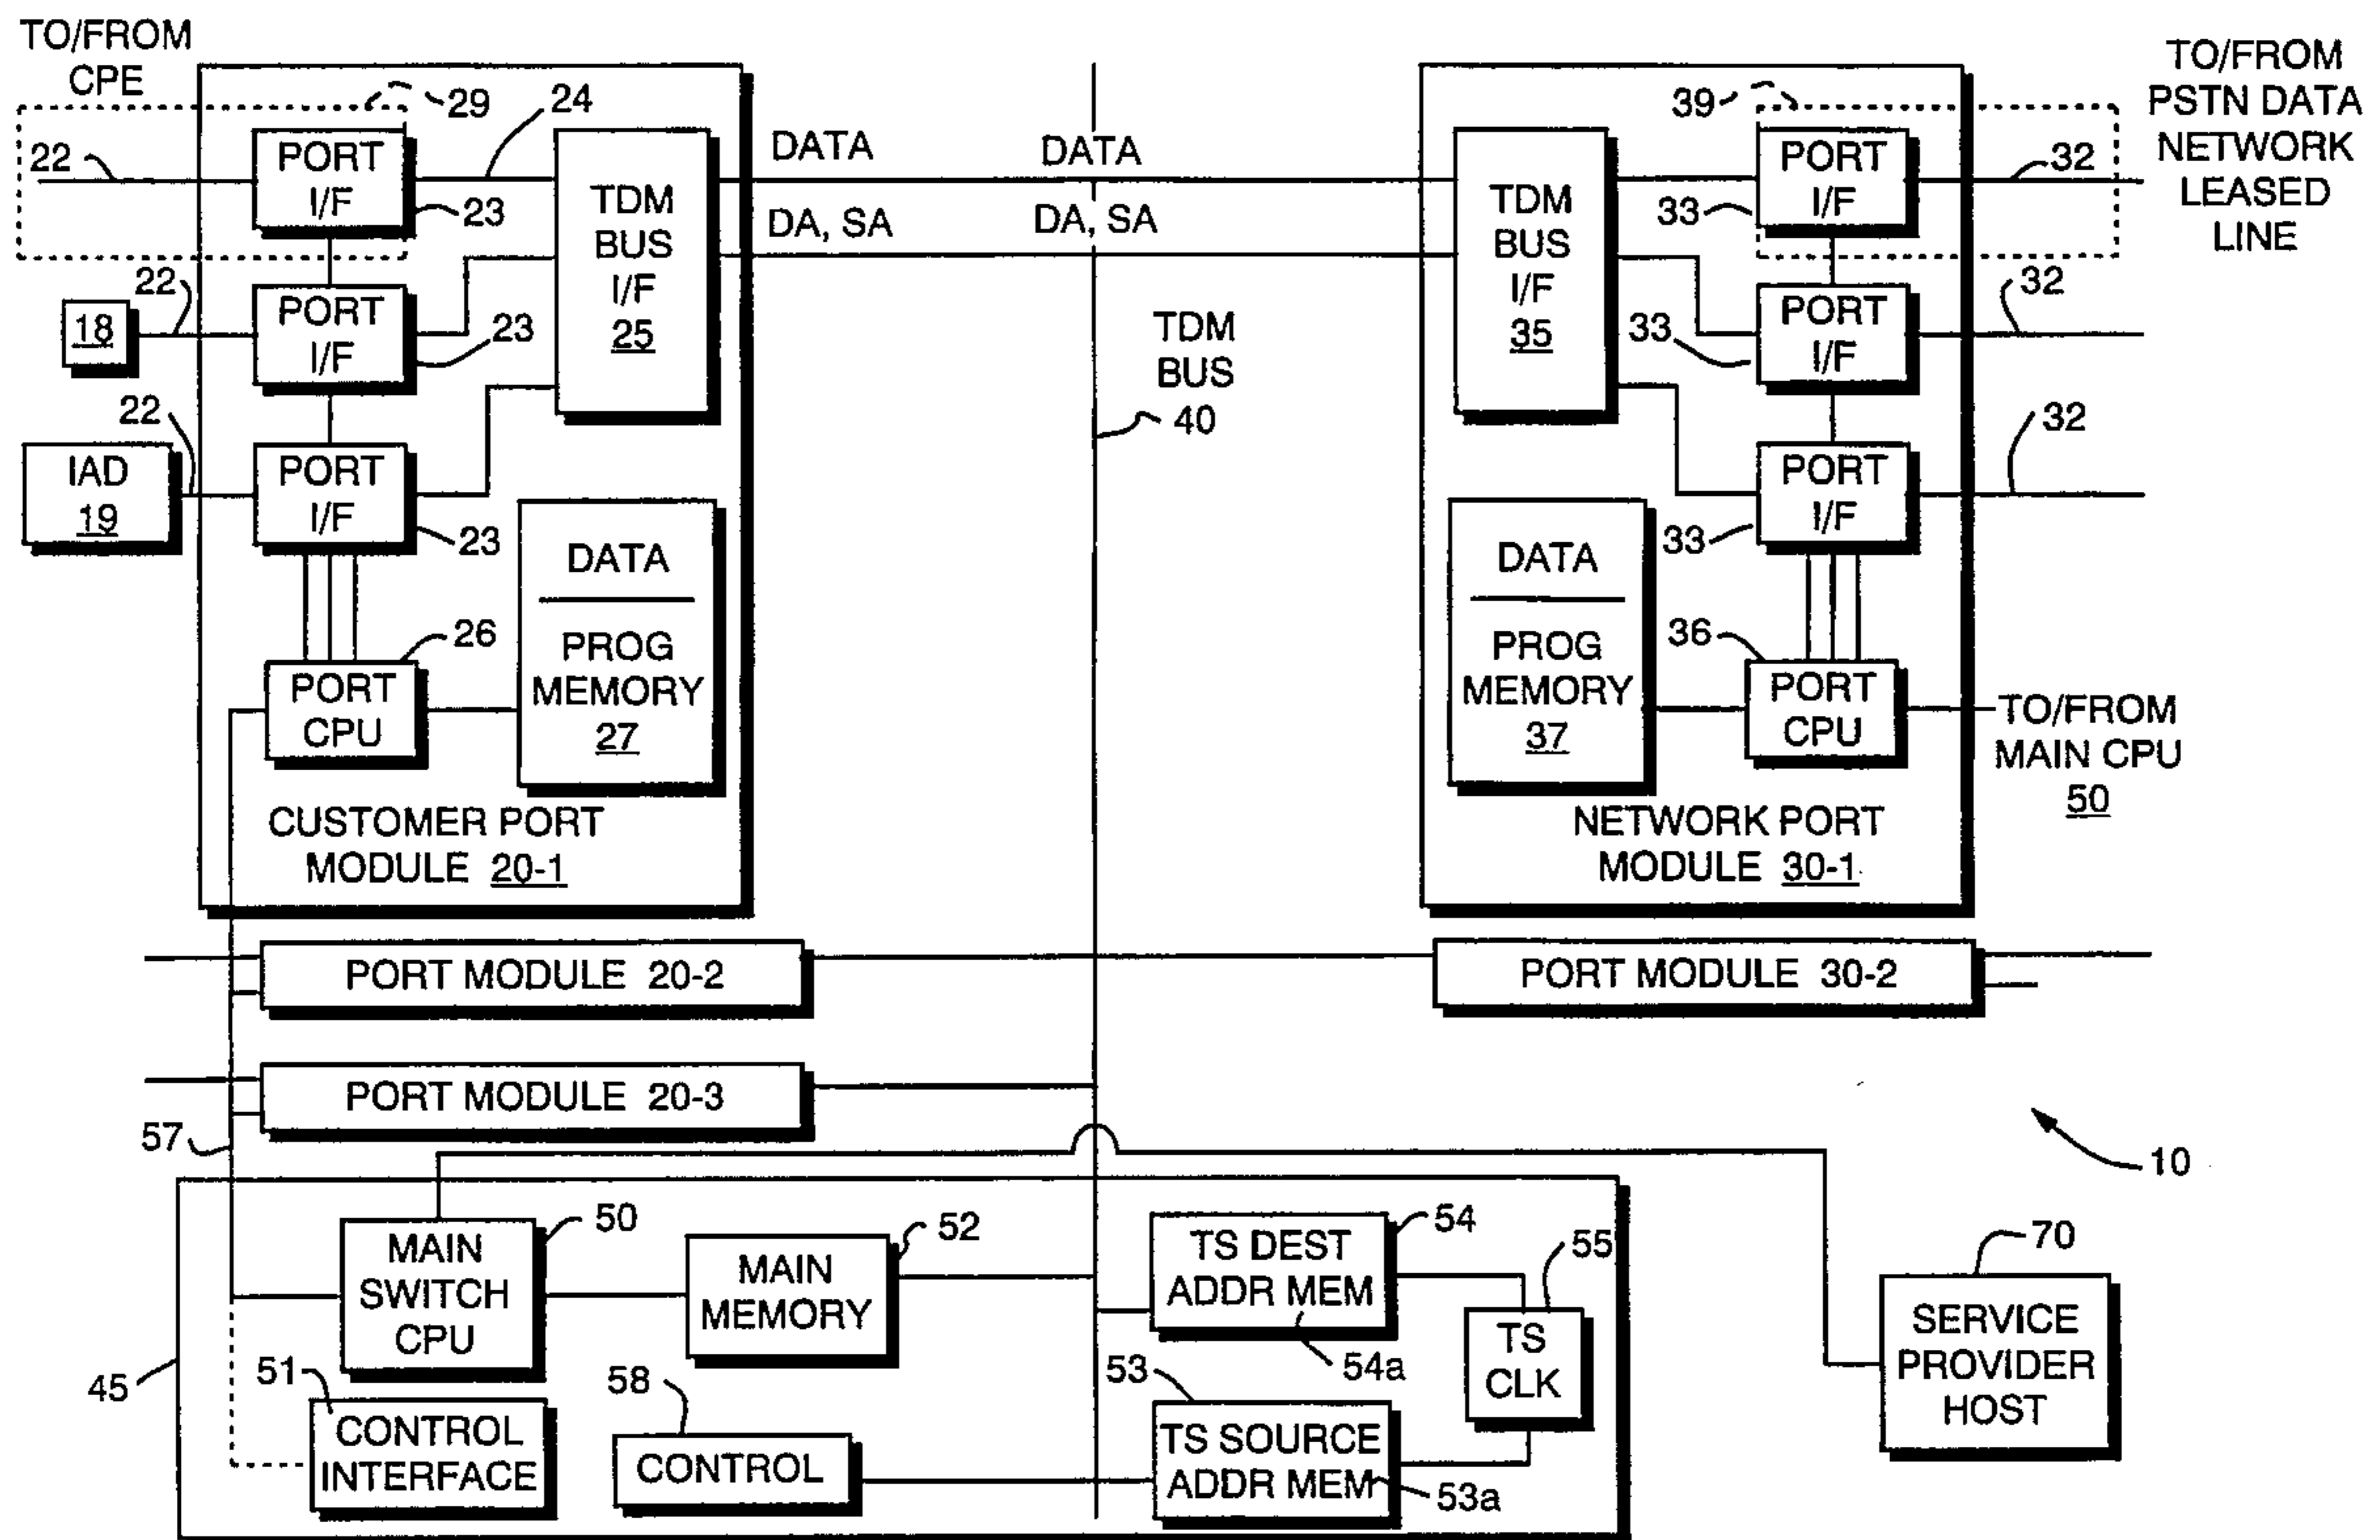 TO/FROM
CPE
29
24
22
PORT
I/F
23
TDM
BUS
I/F
25
18
22
PORT
I/F
23
22
IAD
19
PORT
I/F
23
26
PORT
CPU
DATA
PROG
MEMORY
27
CUSTOMER PORT
MODULE 20-1
DATA
DA, SA
DATA
DA, SA
TDM
BUS
40
TO/FROM
PSTN DATA
NETWORK
LEASED
LINE
39
TDM
BUS
I/F
35
PORT
I/F
33
32
PORT
I/F
33
32
PORT
I/F
33
32
DATA
PROG
MEMORY
37
36
PORT
CPU
TO/FROM
MAIN CPU
50
NETWORK PORT
MODULE 30-1
PORT MODULE 20-2
PORT MODULE 30-2
PORT MODULE 20-3
57
10
45
MAIN
SWITCH
CPU
50
MAIN
MEMORY
52
TS DEST
ADDR MEM
54
54a
55
TS
CLK
51
CONTROL
INTERFACE
58
CONTROL
53
TS SOURCE
ADDR MEM
53a
70
SERVICE
PROVIDER
HOST